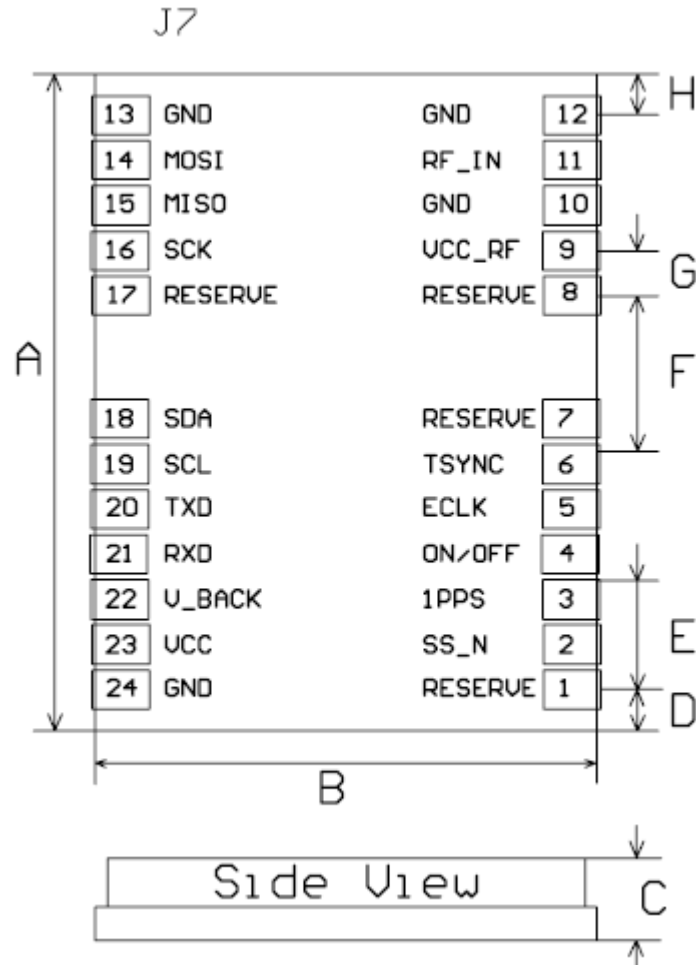 J7
H
13 GND GND 12
14 MOSI RF_IN 11
15 MISO GND 10
16 SCK VCC_RF 9
G
17 RESERVE RESERVE 8
A
F
18 SDA RESERVE 7
19 SCL TSYNC 6
20 TXD ECLK 5
21 RXD ON/OFF 4
22 V_BACK 1PPS 3
E
23 VCC SS_N 2
24 GND RESERVE 1
D
B
Side View
C